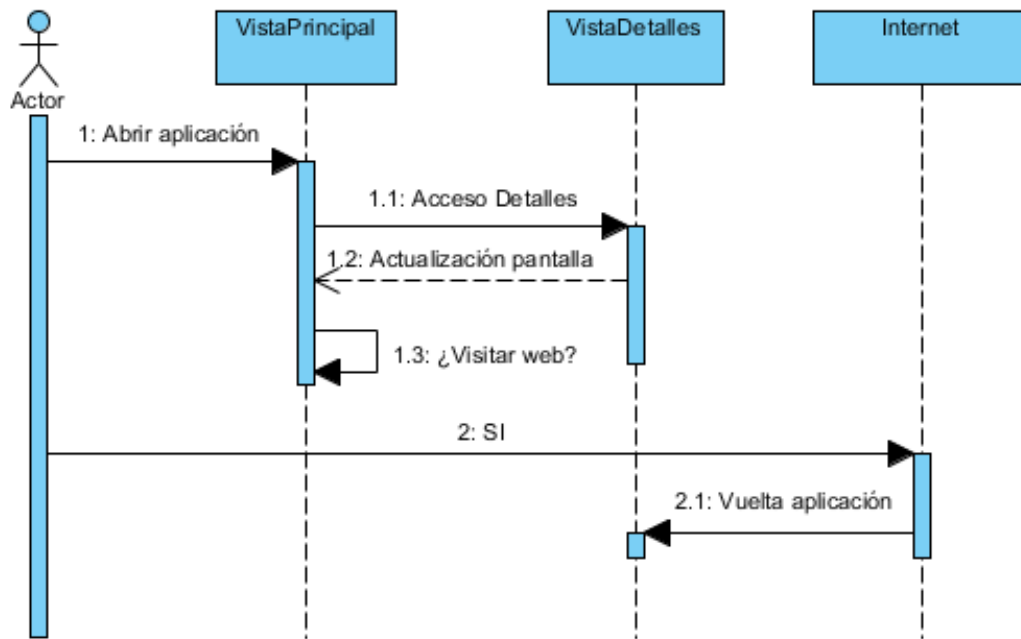 VistaPrincipal
VistaDetalles
Internet
Actor
1: Abrir aplicación
1.1: Acceso Detalles
1.2: Actualización pantalla
1.3: ¿Visitar web?
2: SI
2.1: Vuelta aplicación